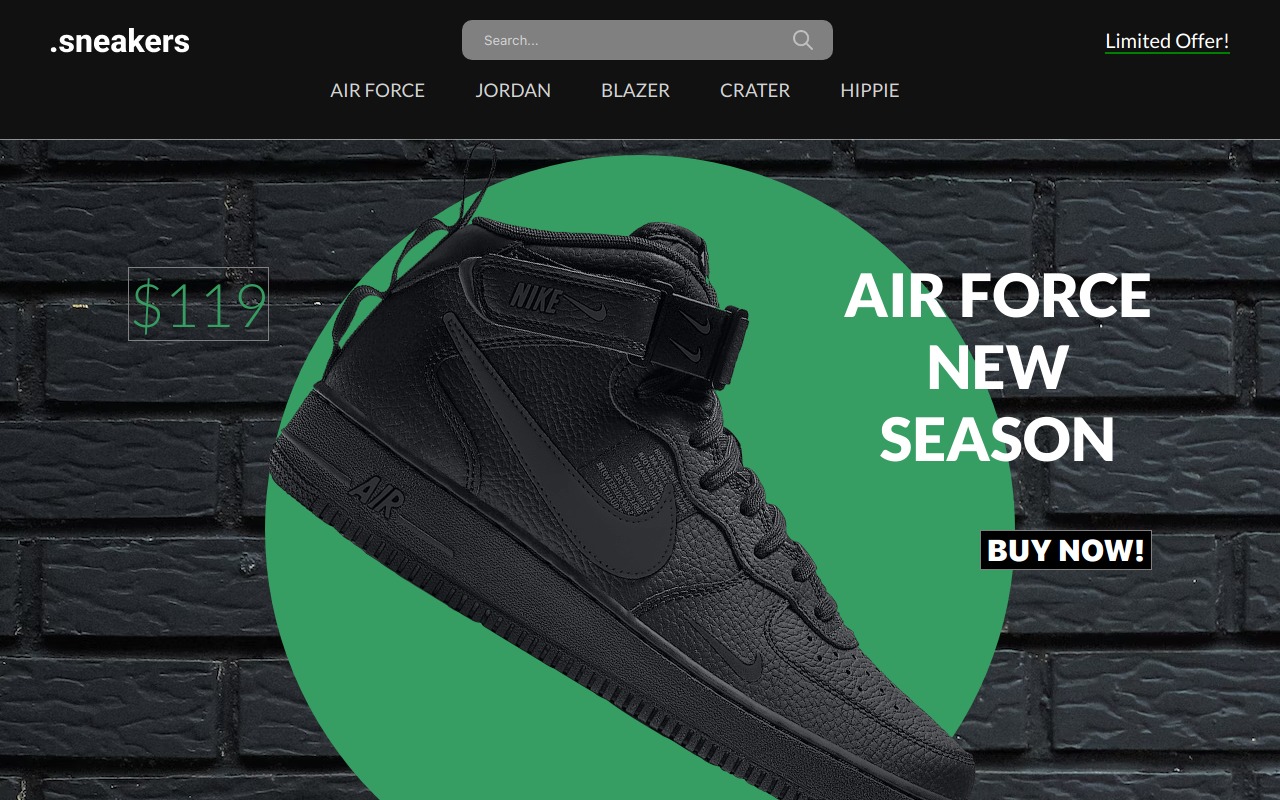 .sneakers
Search...
Limited Offer!
AIR FORCE
JORDAN
BLAZER
CRATER
HIPPIE
$119
AIR FORCE
NEW
SEASON
BUY NOW!
NIKE
AIR